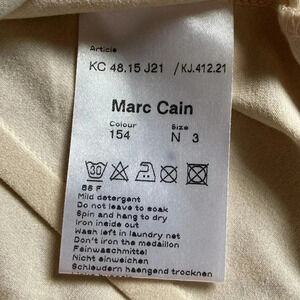 Article
KC 48.15 J21 / KJ.412.21
Marc Cain
Colour Size
154 N 3
30
86 F
Mild detergent
Do not leave to soak
Spin and hang to dry
Iron inside out
Wash left in laundry net
Don't iron the medaillon
Nicht einweichen
Schleudern haengend trocknen